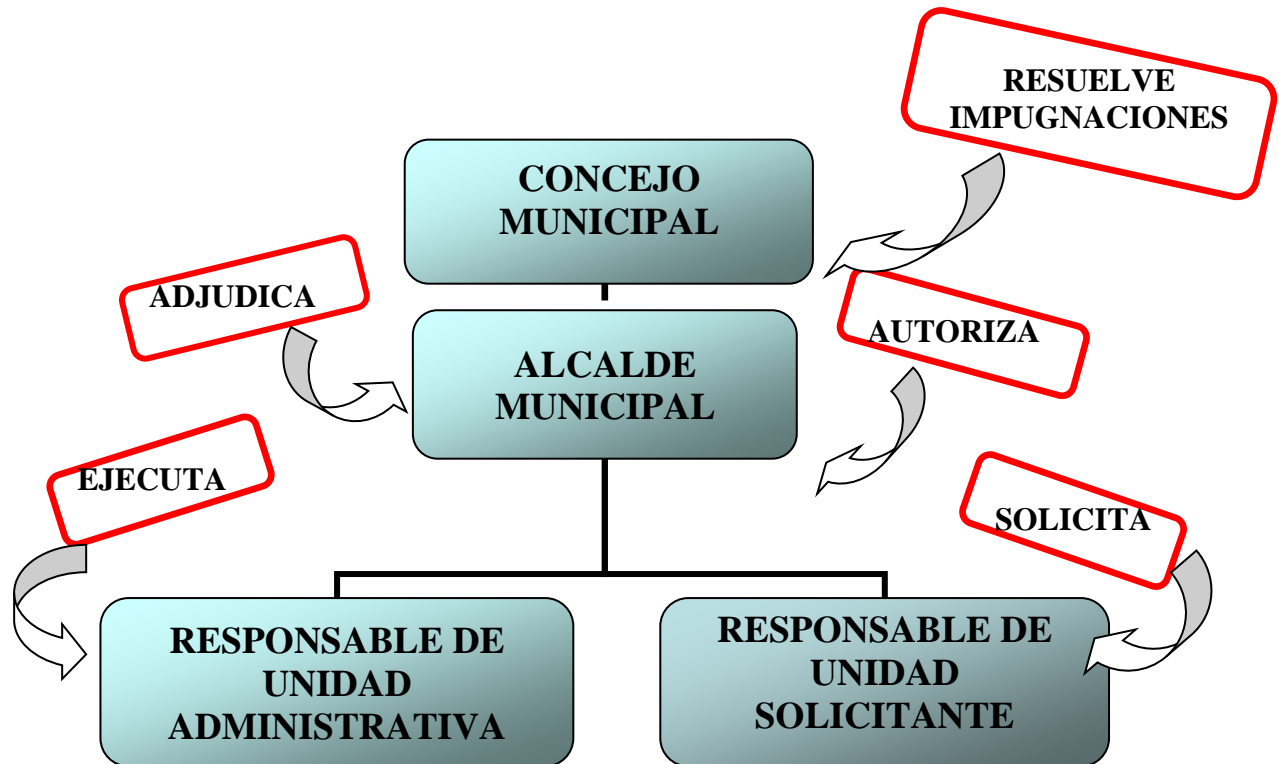 RESUELVE
IMPUGNACIONES
CONCEJO
MUNICIPAL
ADJUDICA
AUTORIZA
ALCALDE
MUNICIPAL
EJECUTA
SOLICITA
RESPONSABLE DE
UNIDAD
ADMINISTRATIVA
RESPONSABLE DE
UNIDAD
SOLICITANTE